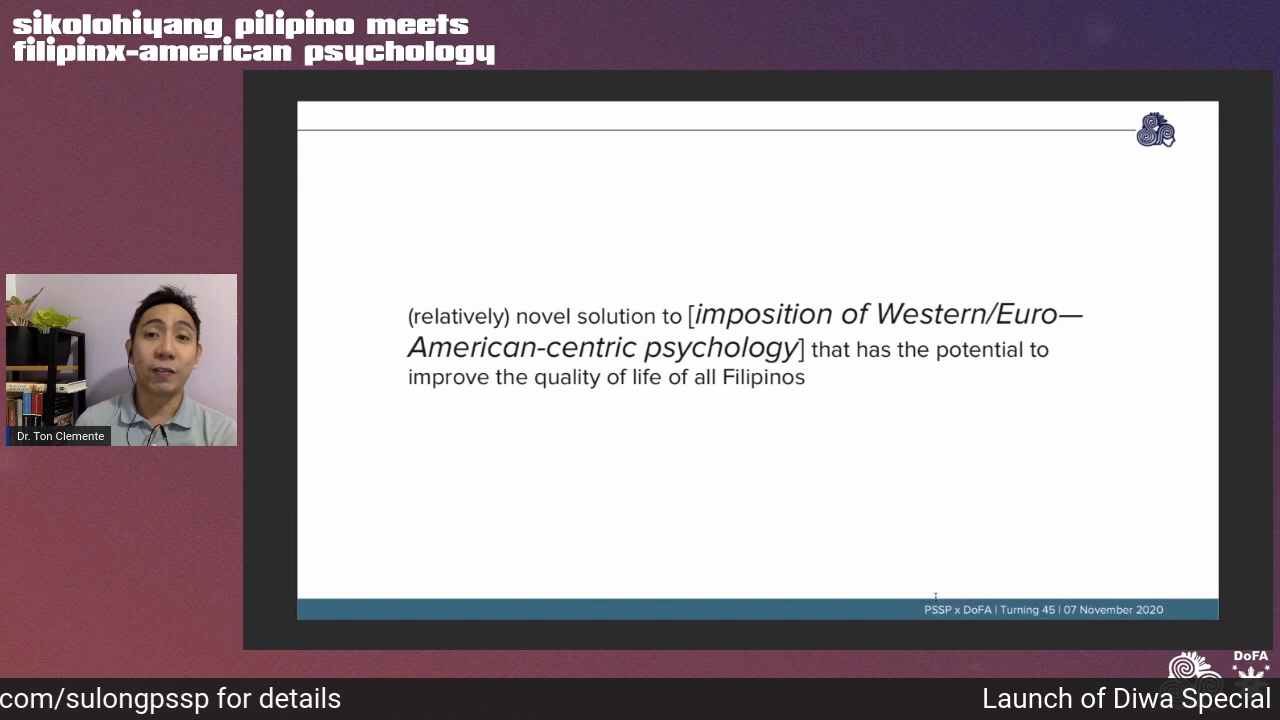 sikolohiyang pilipino meets
filipinx-american psychology
(relatively) novel solution to [imposition of Western/Euro—
American-centric psychology] that has the potential to
improve the quality of life of all Filipinos
Dr. Ton Clemente
PSSP x DoFA | Turning 45 | 07 November 2020
DoFA
com/sulongpssp for details
Launch of Diwa Special